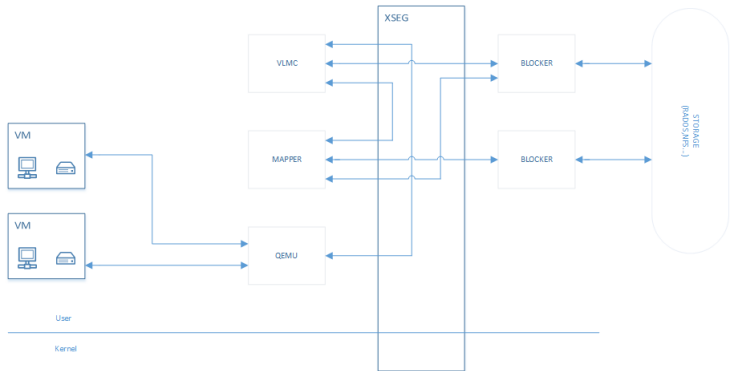 XSEG
VLMC
BLOCKER
VM
MAPPER
BLOCKER
STORAGE
(RADOS,NFS...)
VM
QEMU
User
Kernel